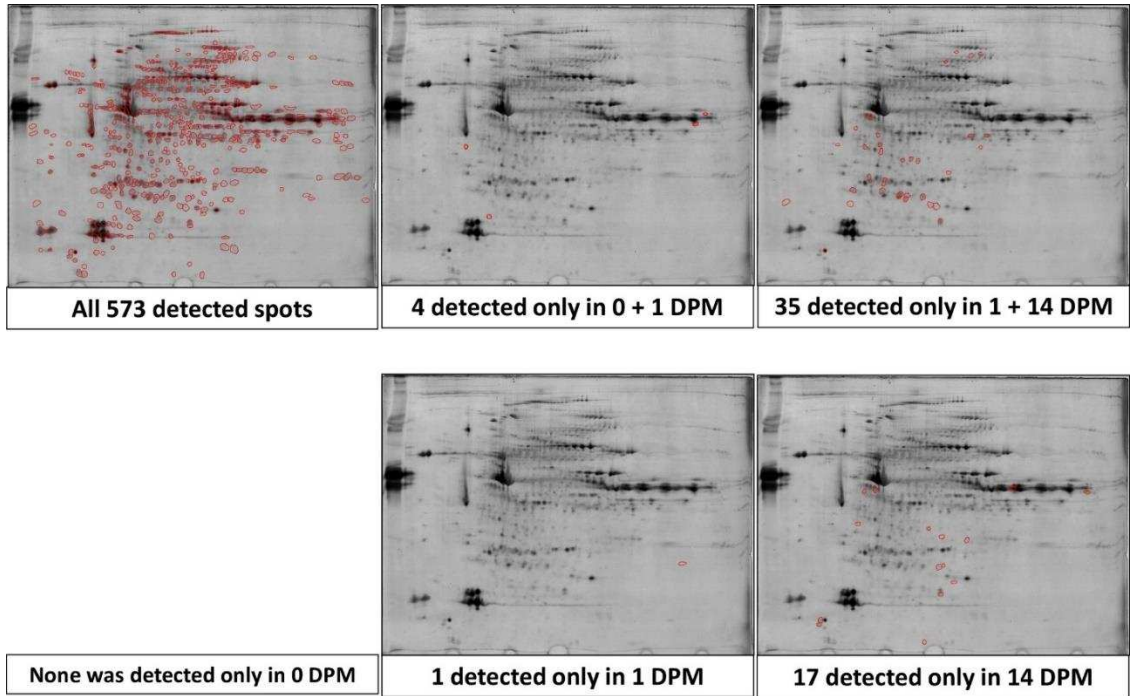 All 573 detected spots
4 detected only in 0 + 1 DPM
35 detected only in 1 + 14 DPM
None was detected only in 0 DPM
1 detected only in 1 DPM
17 detected only in 14 DPM